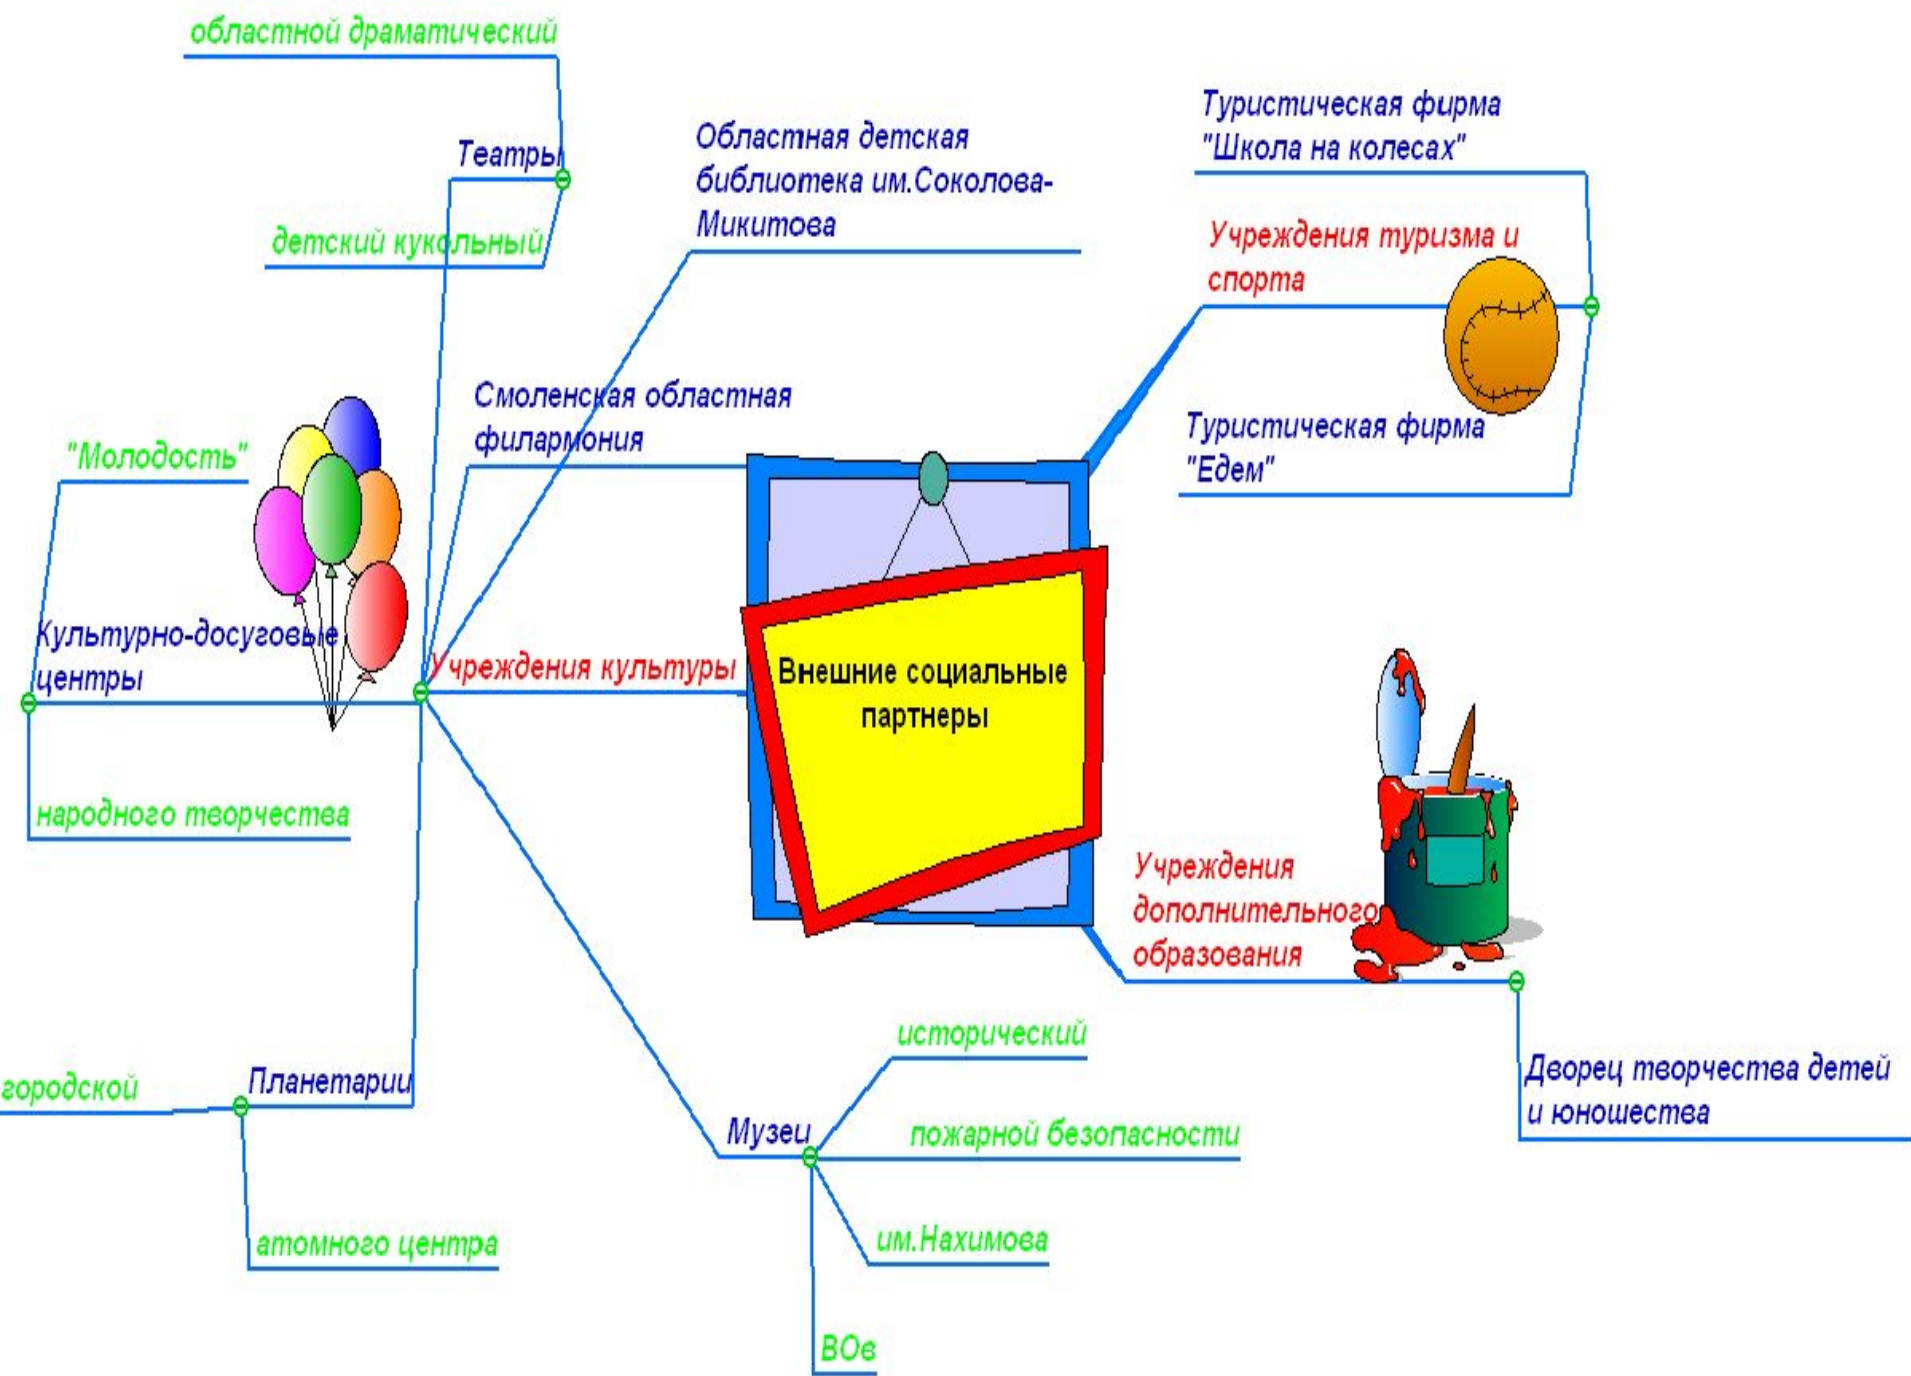 областной драматический
Театры
детский кукольный
Областная детская
библиотека им.Соколова-
Микитова
Туристическая фирма
"Школа на колесах"
Учреждения туризма и
спорта
Туристическая фирма
"Едем"
Смоленская областная
филармония
"Молодость"
Культурно-досуговые
центры
народного творчества
Учреждения культуры
Внешние социальные
партнеры
Учреждения
дополнительного
образования
Дворец творчества детей
и юношества
городской
Планетарии
атомного центра
Музеи
исторический
пожарной безопасности
им.Нахимова
ВОв